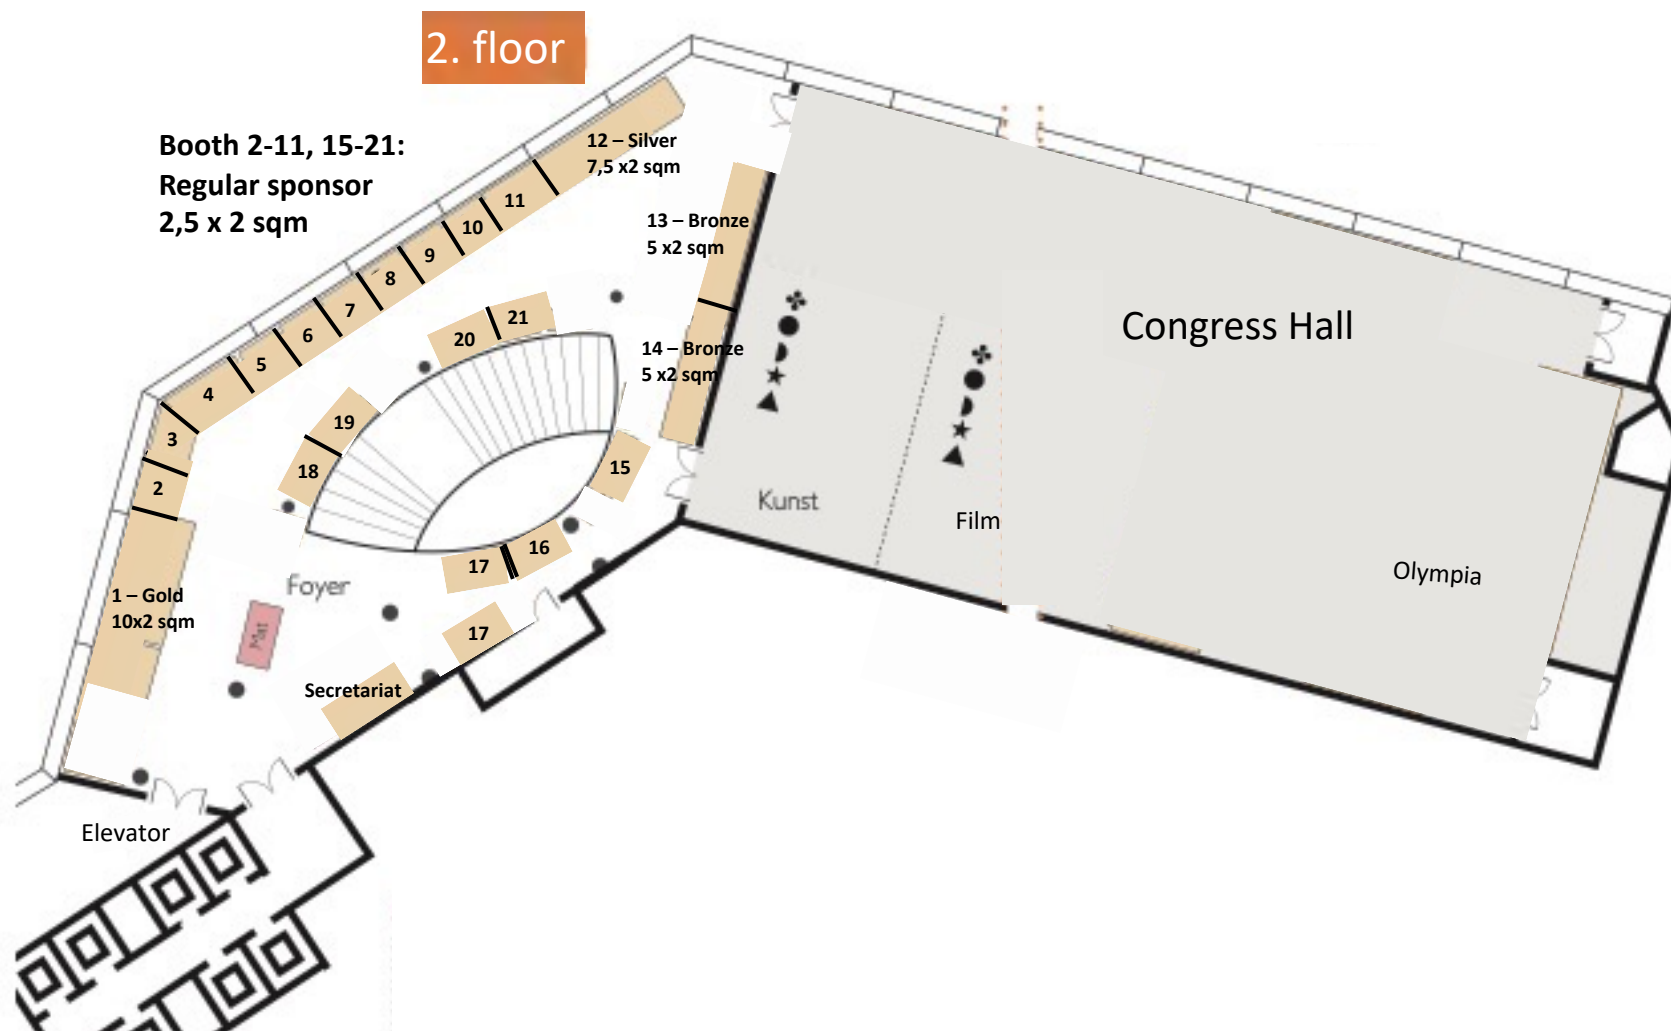 2. floor
Booth 2-11, 15-21:
Regular sponsor
2,5 x 2 sqm
12 – Silver
7,5 x2 sqm
11
10
9
8
7
6
5
4
3
2
13 – Bronze
5 x2 sqm
14 – Bronze
5 x2 sqm
21
20
19
18
15
16
17
17
1 – Gold
10x2 sqm
Foyer
Mat
Secretariat
Elevator
Congress Hall
Kunst
Film
Olympia